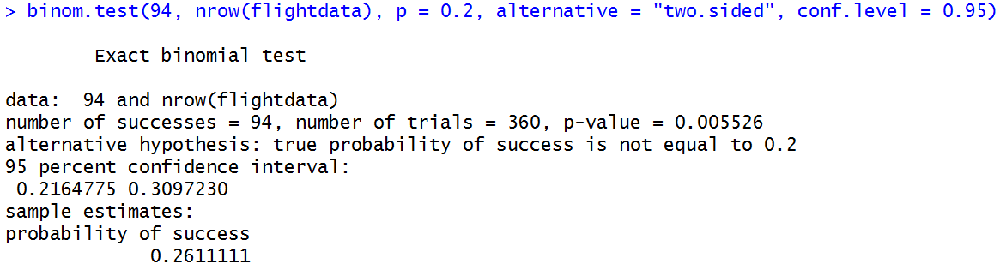 > binom.test(94, nrow(flightdata), p = 0.2, alternative = "two.sided", conf.level = 0.95)
Exact binomial test
data:  94 and nrow(flightdata)
number of successes = 94, number of trials = 360, p-value = 0.005526
alternative hypothesis: true probability of success is not equal to 0.2
95 percent confidence interval:
 0.2164775 0.3097230
sample estimates:
probability of success
0.2611111